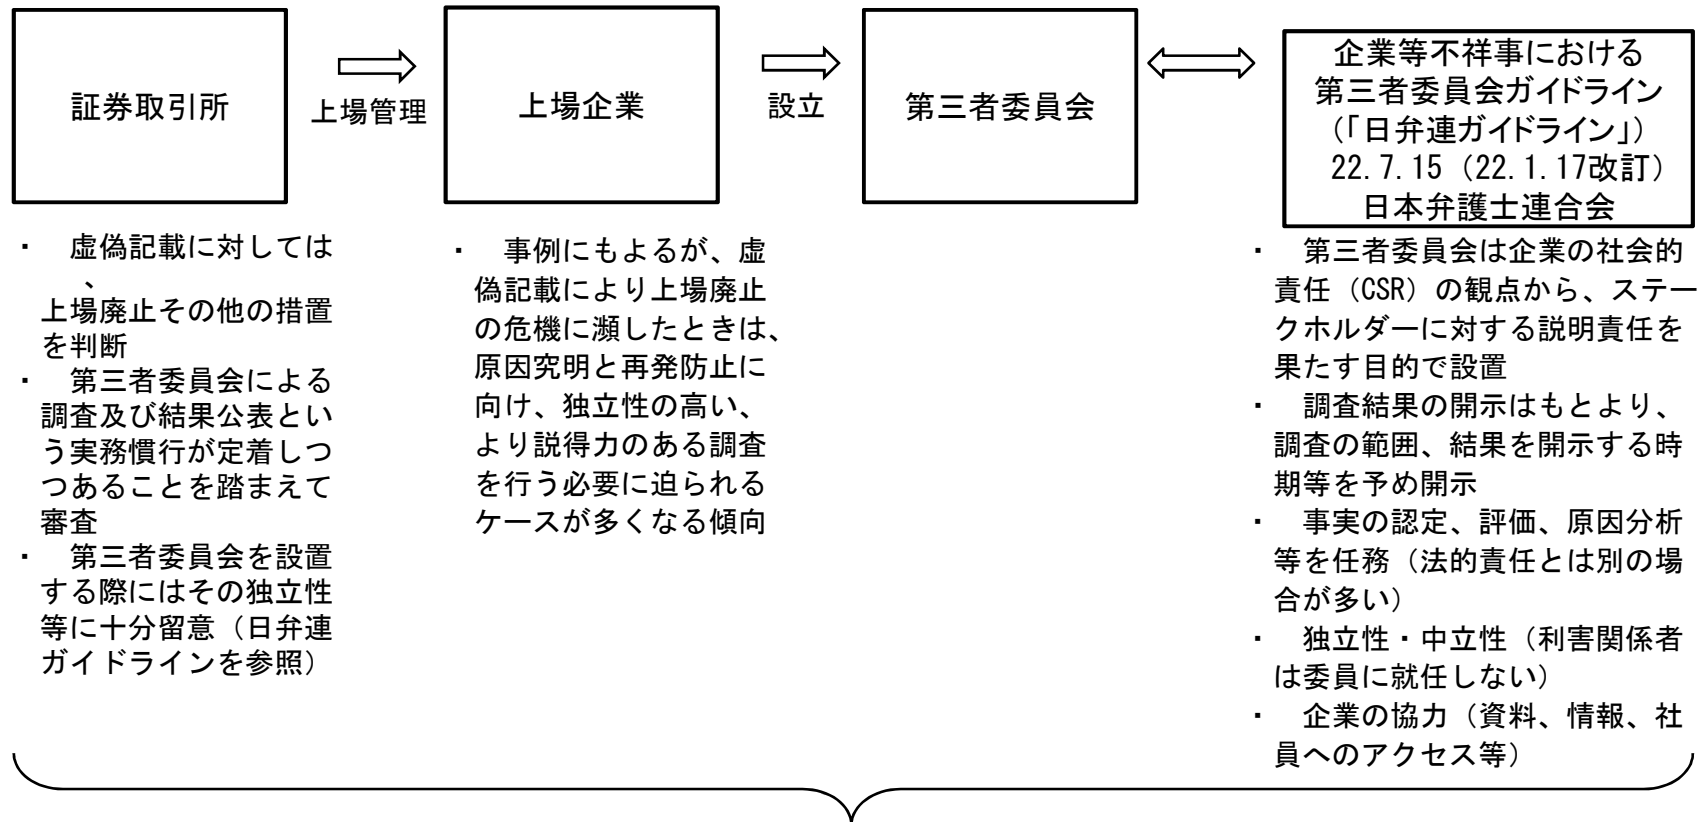 証券取引所
上場管理
上場企業
設立
第三者委員会
企業等不祥事における
第三者委員会ガイドライン
(「日弁連ガイドライン」)
22.7.15（22.1.17改訂）
日本弁護士連合会
・　虚偽記載に対しては
、
上場廃止その他の措置
を判断
・　第三者委員会による
調査及び結果公表とい
う実務慣行が定着しつ
つあることを踏まえて
審査
・　第三者委員会を設置
する際にはその独立性
等に十分留意（日弁連
ガイドラインを参照）
・　事例にもよるが、虚
偽記載により上場廃止
の危機に瀕したときは、
原因究明と再発防止に
向け、独立性の高い、
より説得力のある調査
を行う必要に迫られる
ケースが多くなる傾向
・　第三者委員会は企業の社会的
責任（CSR）の観点から、ステー
クホルダーに対する説明責任を
果たす目的で設置
・　調査結果の開示はもとより、
調査の範囲、結果を開示する時
期等を予め開示
・　事実の認定、評価、原因分析
等を任務（法的責任とは別の場
合が多い）
・　独立性・中立性（利害関係者
は委員に就任しない）
・　企業の協力（資料、情報、社
員へのアクセス等）